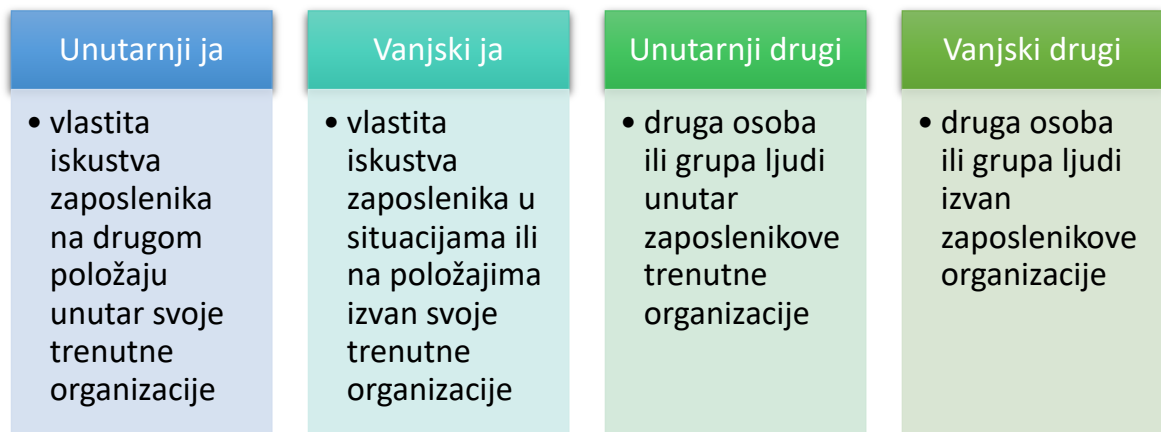 Unutarnji ja
• vlastita
iskustva
zaposlenika
na drugom
položaju
unutar svoje
trenutne
organizacije
Vanjski ja
• vlastita
iskustva
zaposlenika u
situacijama ili
na položajima
izvan svoje
trenutne
organizacije
Unutarnji drugi
• druga osoba
ili grupa ljudi
unutar
zaposlenikove
trenutne
organizacije
Vanjski drugi
• druga osoba
ili grupa ljudi
izvan
zaposlenikove
organizacije